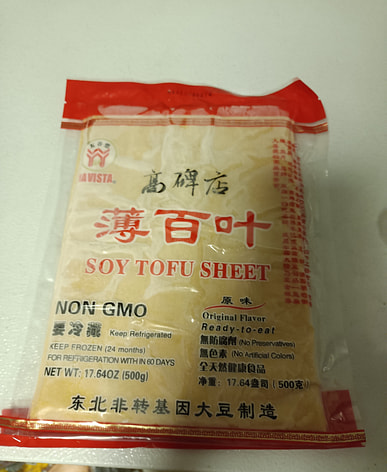 HAVISTA®
高碑店
薄百叶
SOY TOFU SHEET
NON GMO
要冷藏 Keep Refrigerated
KEEP FROZEN (24 months)
FOR REFRIGERATION WITH IN 60 DAYS
NET WT: 17.64OZ (500g)
原味
Original Flavor
Ready-to-eat
無防腐劑 (No Preservatives)
無色素 (No Artificial Colors)
全天然健康食品
净重: 17.64盎司 (500克)
东北非转基因大豆制造